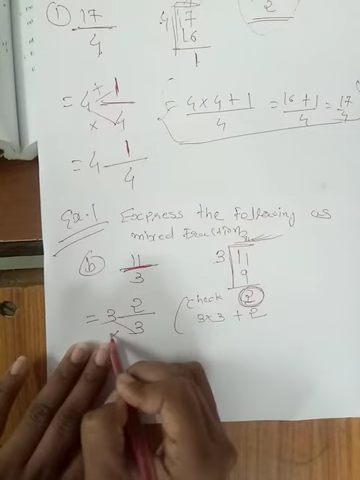 ① 17/4
4 | 17
16
1
2
= 4 + 1 × 4
= 4×4+1/4 = 16+1/4 = 17/4
= 4 1/4
Ex.1 Express the following as
mixed fraction.
ⓑ 11/3
3 | 11
9
2
= 3 2/3
×
(check
3×3 + 2